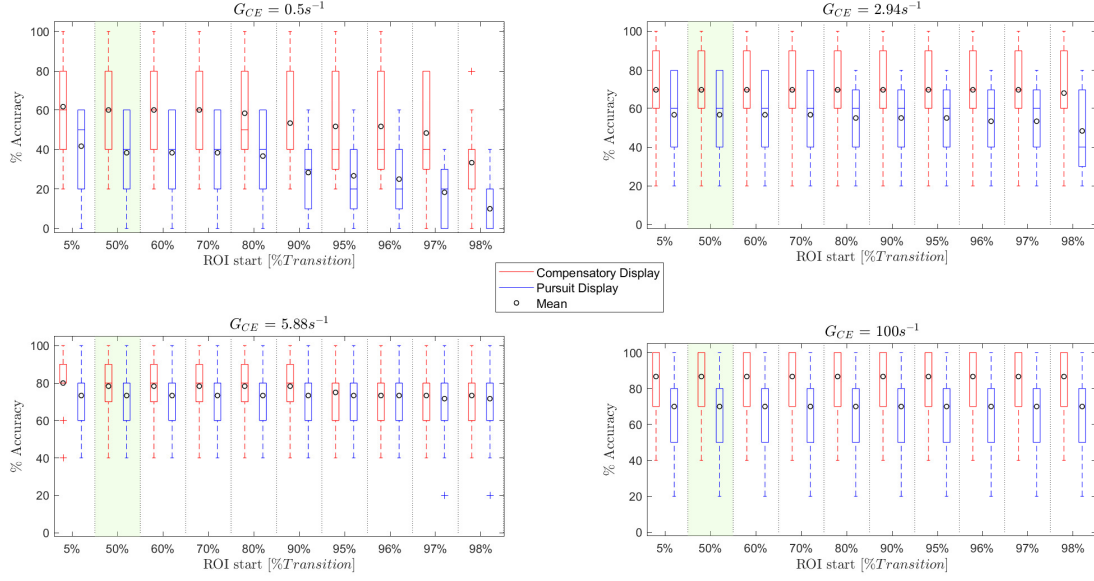 G_CE = 0.5s⁻¹
% Accuracy
100
80
60
40
20
0
5% 50% 60% 70% 80% 90% 95% 96% 97% 98%
ROI start [%Transition]
G_CE = 2.94s⁻¹
% Accuracy
100
80
60
40
20
0
5% 50% 60% 70% 80% 90% 95% 96% 97% 98%
ROI start [%Transition]
Compensatory Display
Pursuit Display
Mean
G_CE = 5.88s⁻¹
% Accuracy
100
80
60
40
20
0
5% 50% 60% 70% 80% 90% 95% 96% 97% 98%
ROI start [%Transition]
G_CE = 100s⁻¹
% Accuracy
100
80
60
40
20
0
5% 50% 60% 70% 80% 90% 95% 96% 97% 98%
ROI start [%Transition]